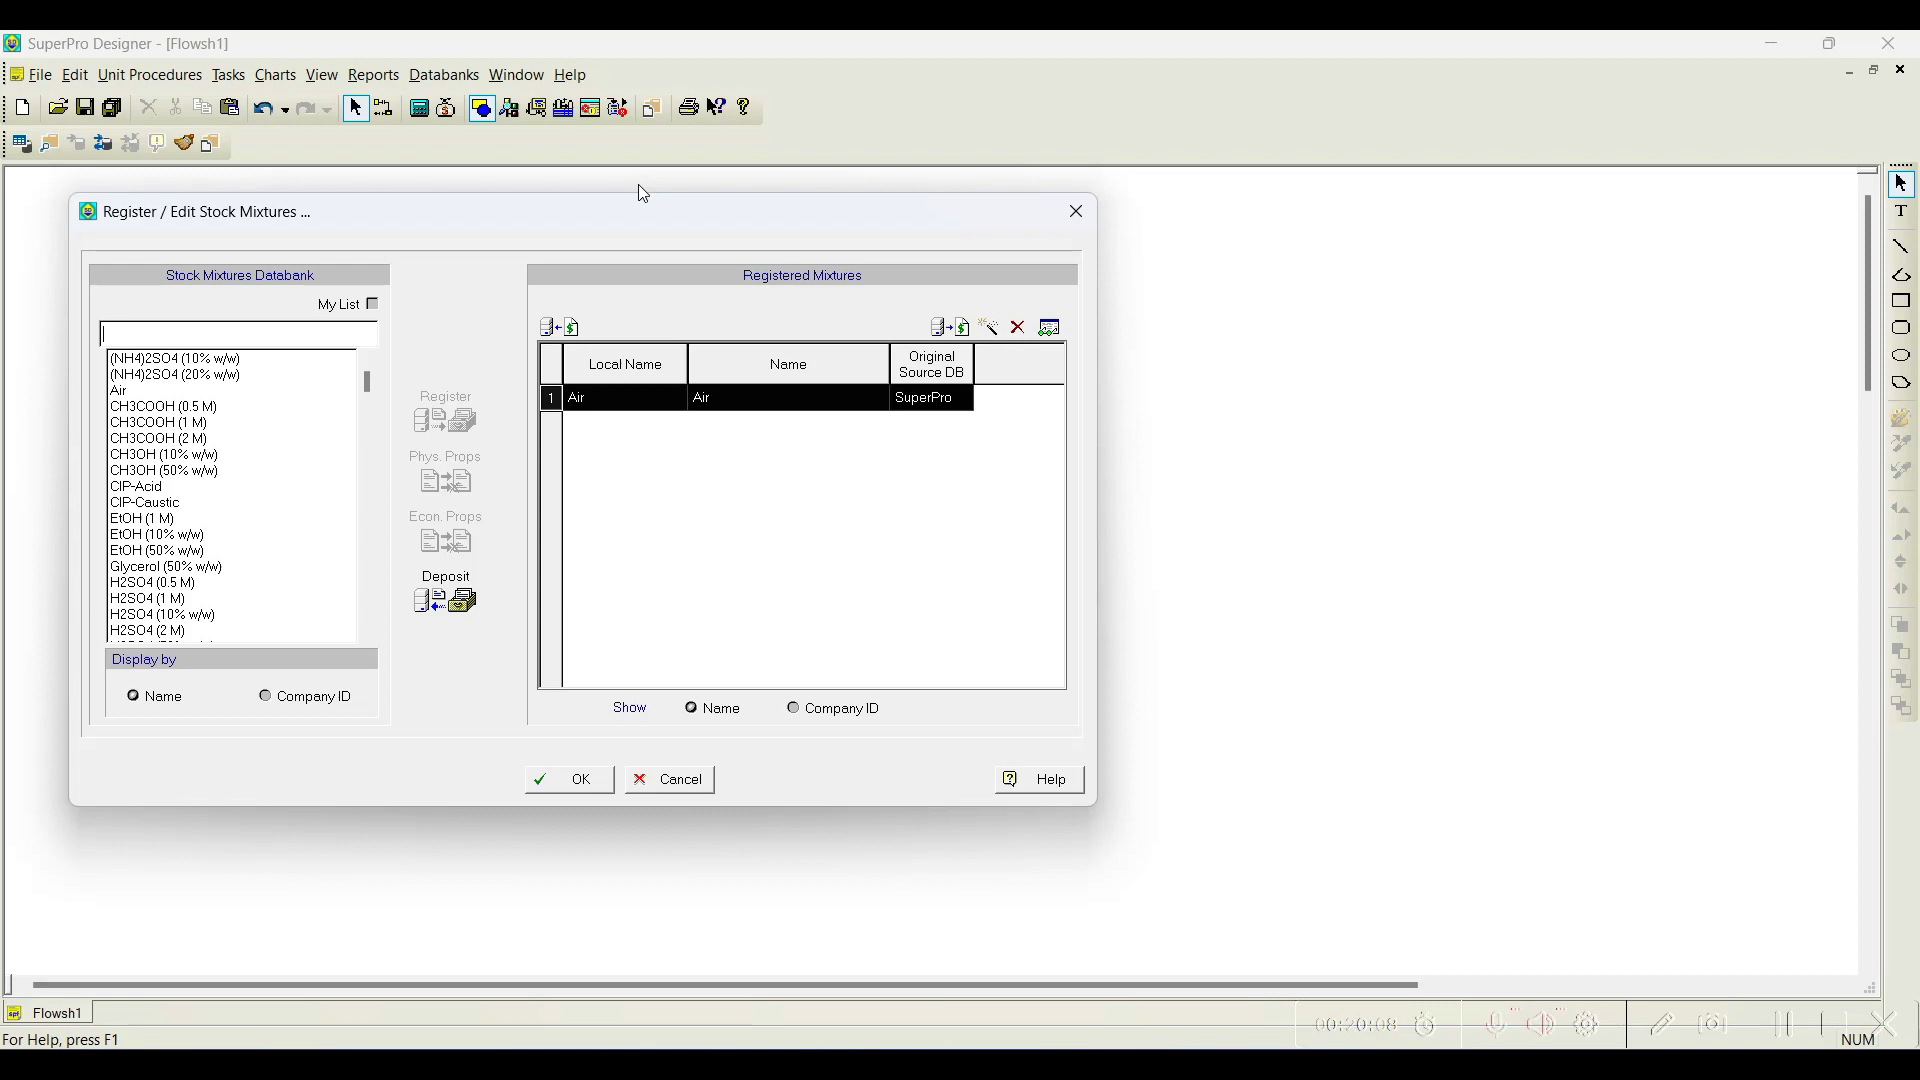 SuperPro Designer - [Flowsh1]
File Edit Unit Procedures Tasks Charts View Reports Databanks Window Help
Register / Edit Stock Mixtures ...
Stock Mixtures Databank
My List
(NH4)2SO4 (10% w/w)
(NH4)2SO4 (20% w/w)
Air
CH3COOH (0.5 M)
CH3COOH (1 M)
CH3COOH (2 M)
CH3OH (10% w/w)
CH3OH (50% w/w)
CIP-Acid
CIP-Caustic
EtOH (1 M)
EtOH (10% w/w)
EtOH (50% w/w)
Glycerol (50% w/w)
H2SO4 (0.5 M)
H2SO4 (1 M)
H2SO4 (10% w/w)
H2SO4 (2 M)
Display by
Name Company ID
Register
Phys. Props
Econ. Props
Deposit
Registered Mixtures
Local Name Name Original Source DB
1 Air Air SuperPro
Show Name Company ID
OK Cancel Help
Flowsh1
00:20:08
For Help, press F1
NUM